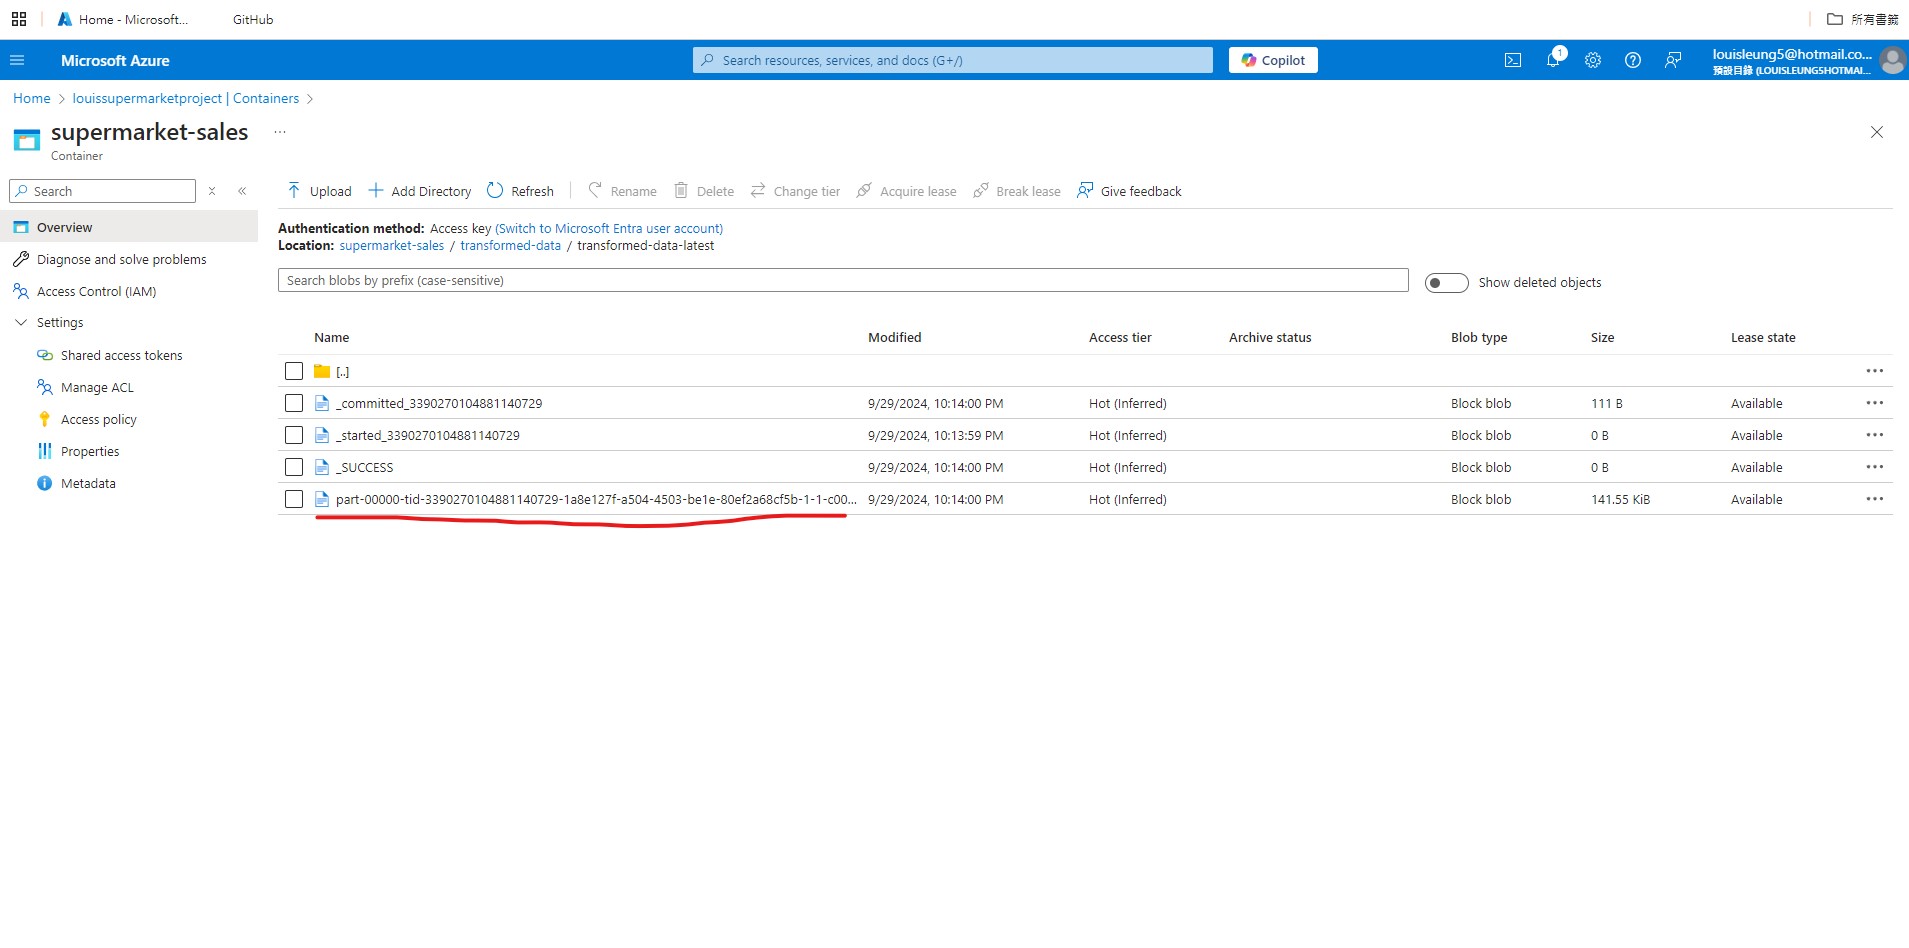 Home - Microsoft...
GitHub
所有書籤
Microsoft Azure
Search resources, services, and docs (G+/)
Copilot
1
louisleung5@hotmail.co...
預設目錄 (LOUISLEUNG5HOTMAI...
Home > louissupermarketproject | Containers >
supermarket-sales ...
Container
Search
Overview
Diagnose and solve problems
Access Control (IAM)
Settings
Shared access tokens
Manage ACL
Access policy
Properties
Metadata
Upload Add Directory Refresh Rename Delete Change tier Acquire lease Break lease Give feedback
Authentication method: Access key (Switch to Microsoft Entra user account)
Location: supermarket-sales / transformed-data / transformed-data-latest
Search blobs by prefix (case-sensitive)
Show deleted objects
Name Modified Access tier Archive status Blob type Size Lease state
[..]
_committed_3390270104881140729 9/29/2024, 10:14:00 PM Hot (Inferred) Block blob 111 B Available
_started_3390270104881140729 9/29/2024, 10:13:59 PM Hot (Inferred) Block blob 0 B Available
_SUCCESS 9/29/2024, 10:14:00 PM Hot (Inferred) Block blob 0 B Available
part-00000-tid-3390270104881140729-1a8e127f-a504-4503-be1e-80ef2a68cf5b-1-1-c00... 9/29/2024, 10:14:00 PM Hot (Inferred) Block blob 141.55 KiB Available